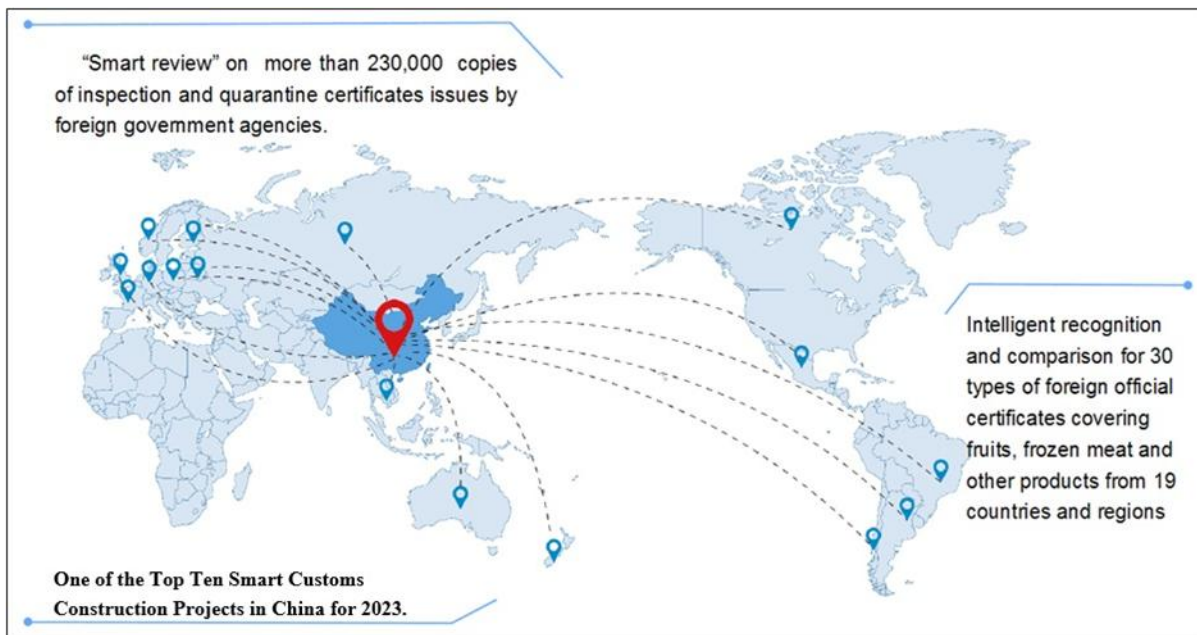 “Smart review” on more than 230,000 copies
of inspection and quarantine certificates issues by
foreign government agencies.
Intelligent recognition
and comparison for 30
types of foreign official
certificates covering
fruits, frozen meat and
other products from 19
countries and regions
One of the Top Ten Smart Customs
Construction Projects in China for 2023.